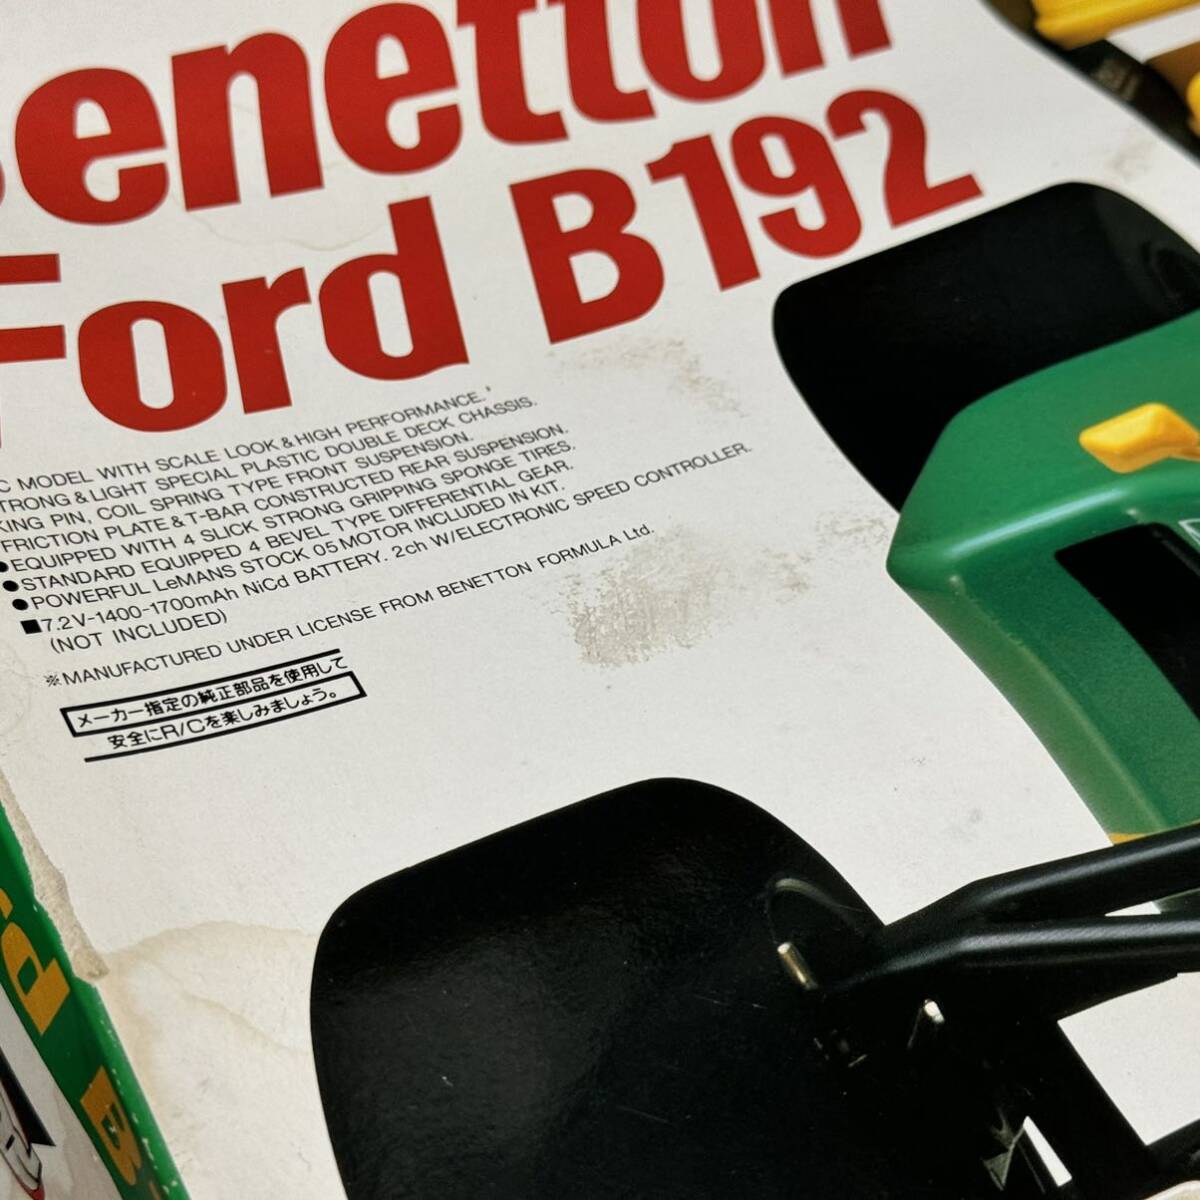 Benetton
Ford B192
C MODEL WITH SCALE LOOK & HIGH PERFORMANCE.
STRONG & LIGHT SPECIAL PLASTIC DOUBLE DECK CHASSIS.
KING PIN, COIL SPRING TYPE FRONT SUSPENSION.
FRICTION PLATE & T-BAR CONSTRUCTED REAR SUSPENSION.
●EQUIPPED WITH 4 SLICK STRONG GRIPPING SPONGE TIRES.
●STANDARD EQUIPPED 4 BEVEL TYPE DIFFERENTIAL GEAR.
●POWERFUL LeMANS STOCK 05 MOTOR INCLUDED IN KIT.
■7.2V-1400-1700mAh NiCd BATTERY. 2ch W/ELECTRONIC SPEED CONTROLLER.
(NOT INCLUDED)
※MANUFACTURED UNDER LICENSE FROM BENETTON FORMULA Ltd.
メーカー指定の純正部品を使用して
安全にR/Cを楽しみましょう。